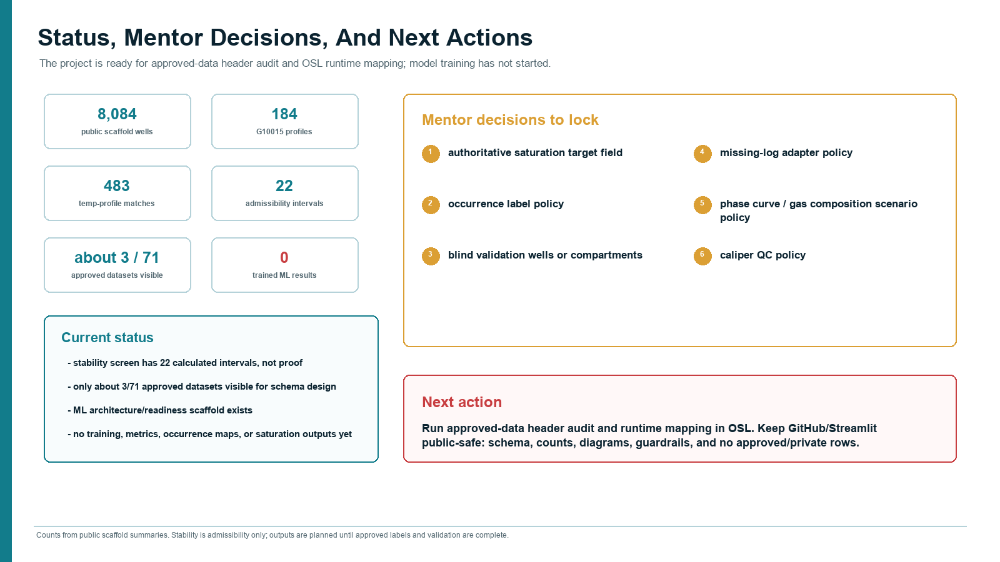 Status, Mentor Decisions, And Next Actions
The project is ready for approved-data header audit and OSL runtime mapping; model training has not started.
8,084
public scaffold wells
184
G10015 profiles
483
temp-profile matches
22
admissibility intervals
about 3 / 71
approved datasets visible
0
trained ML results
Current status
- stability screen has 22 calculated intervals, not proof
- only about 3/71 approved datasets visible for schema design
- ML architecture/readiness scaffold exists
- no training, metrics, occurrence maps, or saturation outputs yet
Mentor decisions to lock
1 authoritative saturation target field
2 occurrence label policy
3 blind validation wells or compartments
4 missing-log adapter policy
5 phase curve / gas composition scenario
policy
6 caliper QC policy
Next action
Run approved-data header audit and runtime mapping in OSL. Keep GitHub/Streamlit
public-safe: schema, counts, diagrams, guardrails, and no approved/private rows.
Counts from public scaffold summaries. Stability is admissibility only; outputs are planned until approved labels and validation are complete.